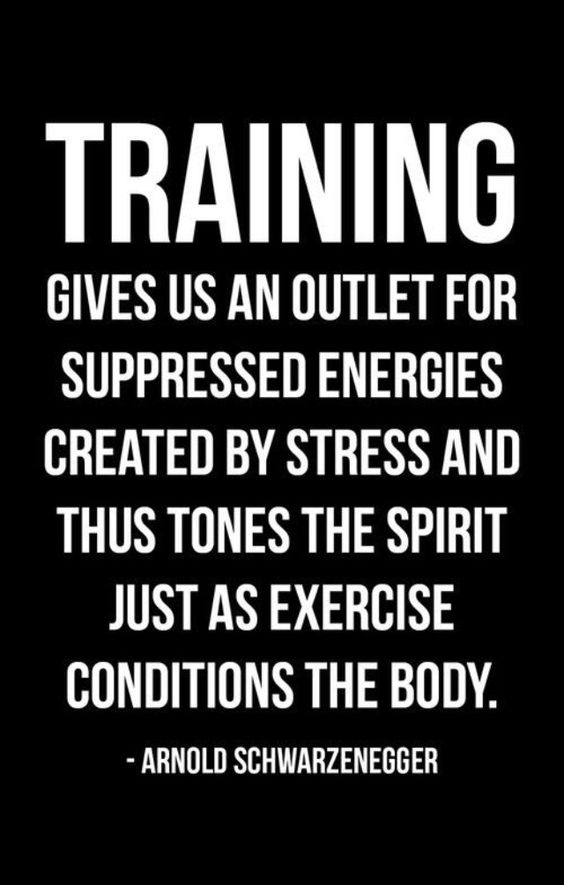 TRAINING
GIVES US AN OUTLET FOR
SUPPRESSED ENERGIES
CREATED BY STRESS AND
THUS TONES THE SPIRIT
JUST AS EXERCISE
CONDITIONS THE BODY.
- ARNOLD SCHWARZENEGGER